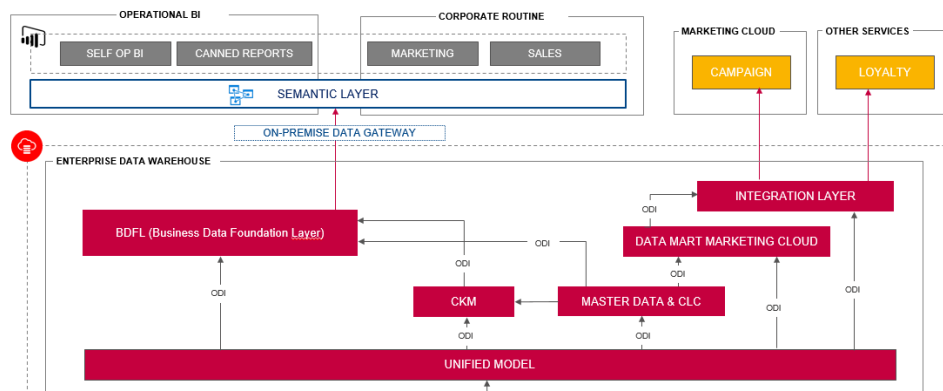 OPERATIONAL BI
CORPORATE ROUTINE
SELF OP BI
CANNED REPORTS
MARKETING
SALES
MARKETING CLOUD
OTHER SERVICES
CAMPAIGN
LOYALTY
SEMANTIC LAYER
ON-PREMISE DATA GATEWAY
ENTERPRISE DATA WAREHOUSE
INTEGRATION LAYER
ODI
BDFL (Business Data Foundation Layer)
DATA MART MARKETING CLOUD
ODI
ODI
ODI
ODI
ODI
CKM
MASTER DATA & CLC
ODI
ODI
ODI
ODI
UNIFIED MODEL